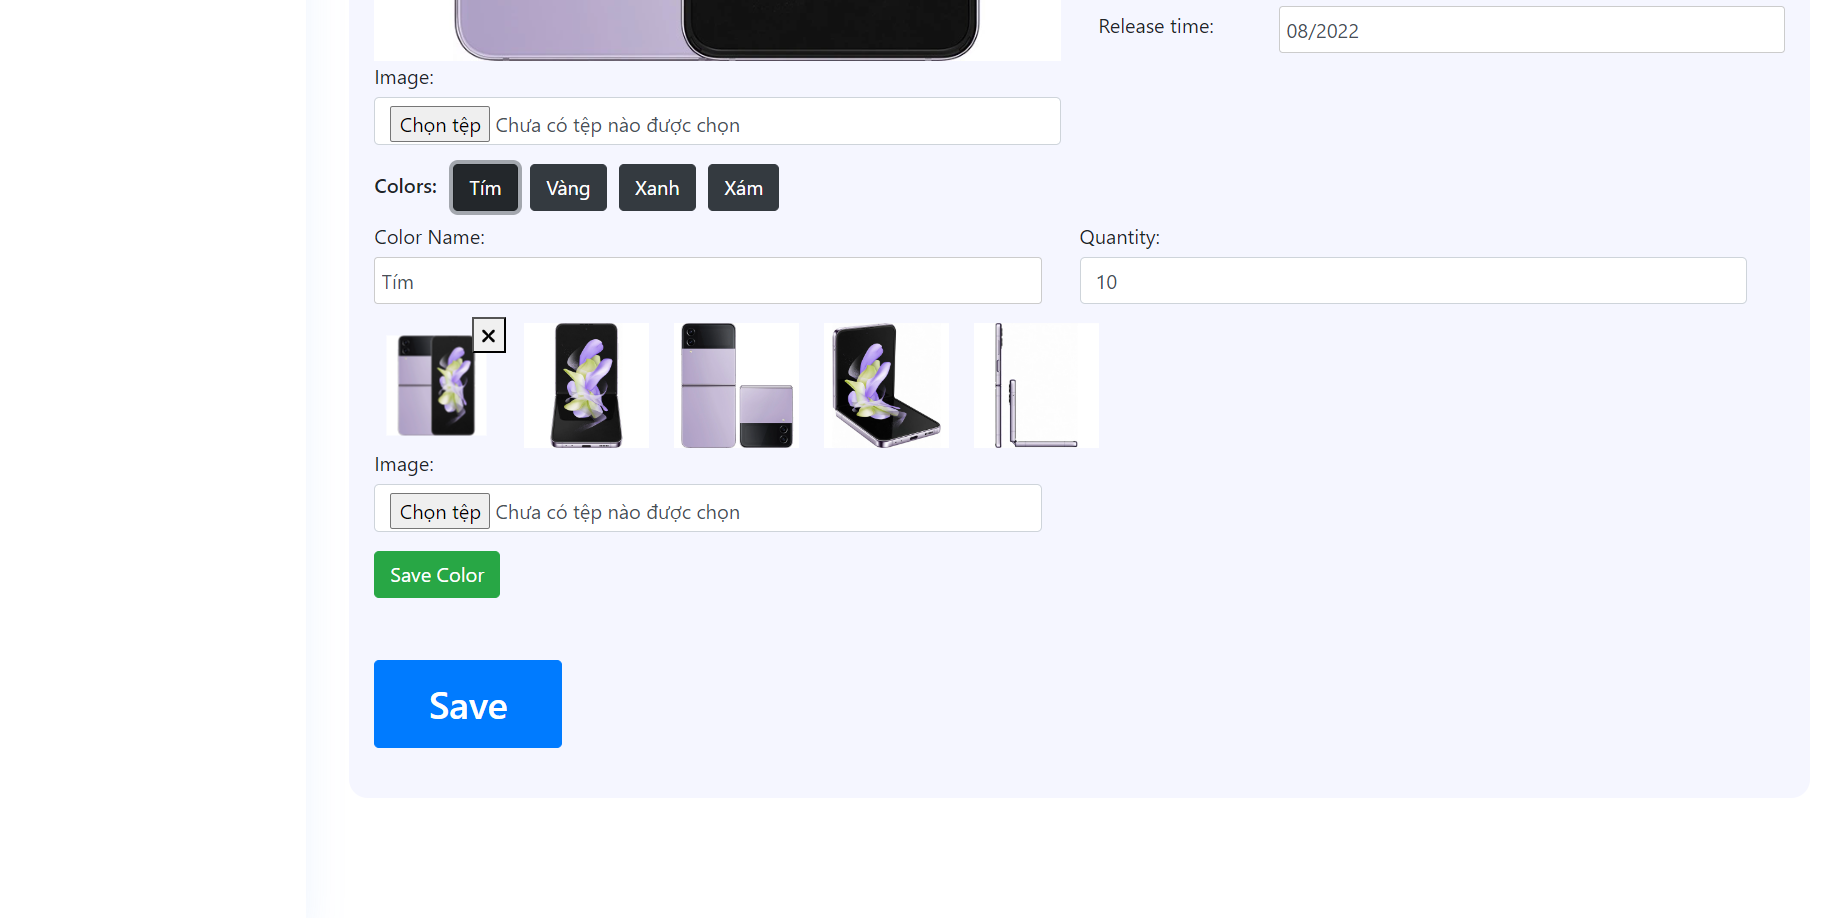 Release time: 08/2022
Image:
Chọn tệp Chưa có tệp nào được chọn
Colors: Tím Vàng Xanh Xám
Color Name: Quantity:
Tím 10
×
Image:
Chọn tệp Chưa có tệp nào được chọn
Save Color
Save